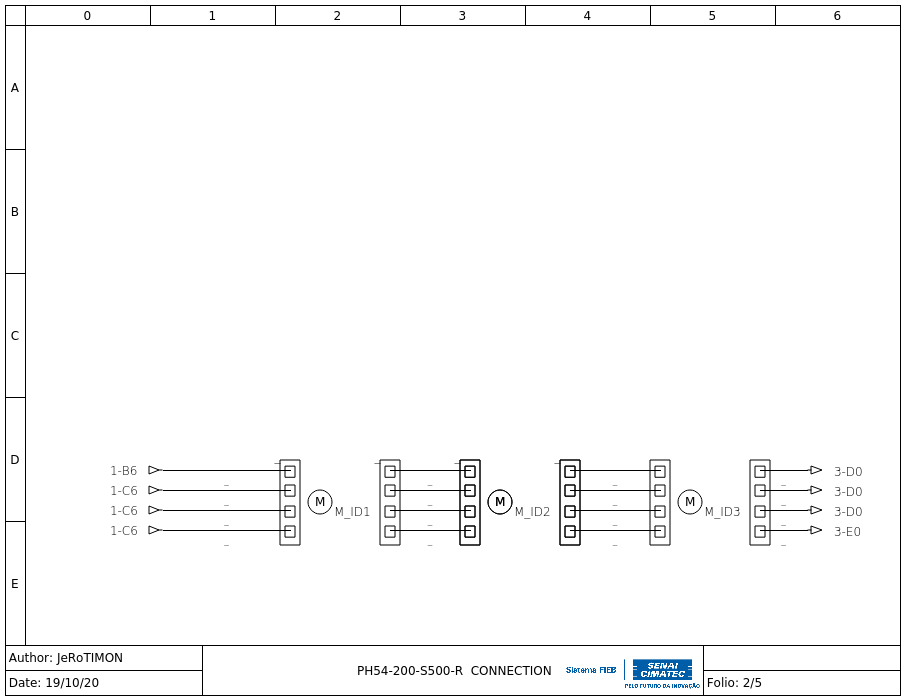 0 1 2 3 4 5 6
A
B
C
D
E
1-B6 3-D0
1-C6 3-D0
1-C6 M_ID1 M_ID2 M_ID3 3-D0
1-C6 3-E0
M M M
Author: JeRoTIMON
Date: 19/10/20
PH54-200-S500-R CONNECTION
Sistema FIEB
SENAI
CIMATEC
PELO FUTURO DA INOVAÇÃO
Folio: 2/5